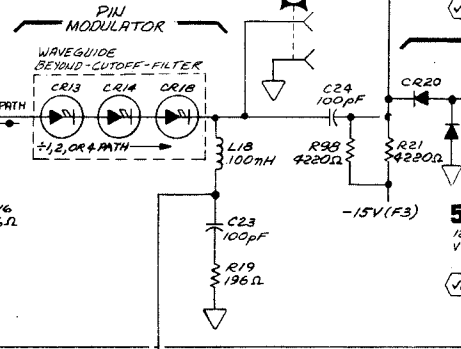 PIN
MODULATOR
WAVEGUIDE
BEYOND-CUTOFF-FILTER
CR13 CR14 CR18
PATH
÷1,2,OR 4 PATH
C24
100pF
CR20
L18
.100nH
R98
4220Ω
R21
4220Ω
-15V(F3)
C23
100pF
R19
196Ω